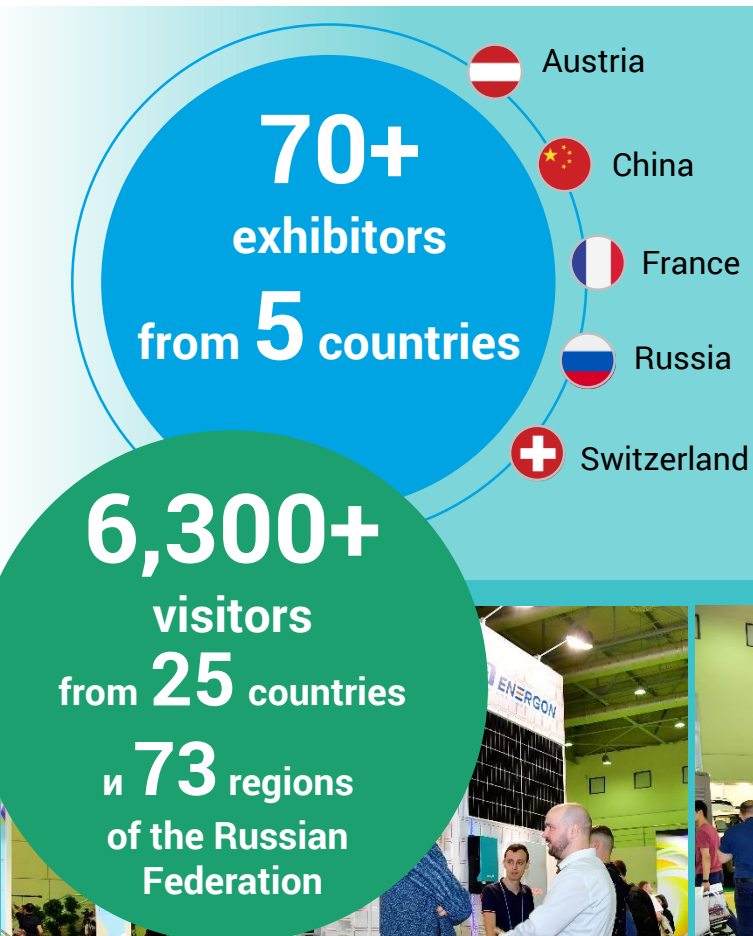 70+
exhibitors
from 5 countries
Austria
China
France
Russia
Switzerland
6,300+
visitors
from 25 countries
и 73 regions
of the Russian
Federation
ENERGON